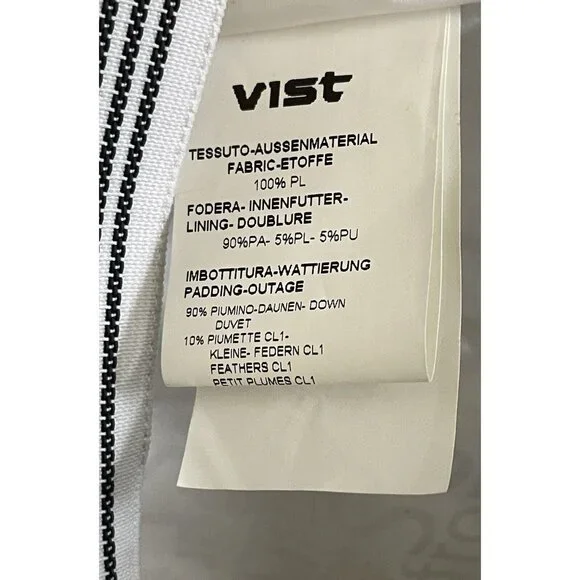 VIST
TESSUTO-AUSSENMATERIAL
FABRIC-ETOFFE
100% PL
FODERA- INNENFUTTER-
LINING- DOUBLURE
90%PA- 5%PL- 5%PU
IMBOTTITURA-WATTIERUNG
PADDING-OUTAGE
90% PIUMINO-DAUNEN- DOWN
DUVET
10% PIUMETTE CL1-
KLEINE- FEDERN CL1
FEATHERS CL1
PETIT PLUMES CL1